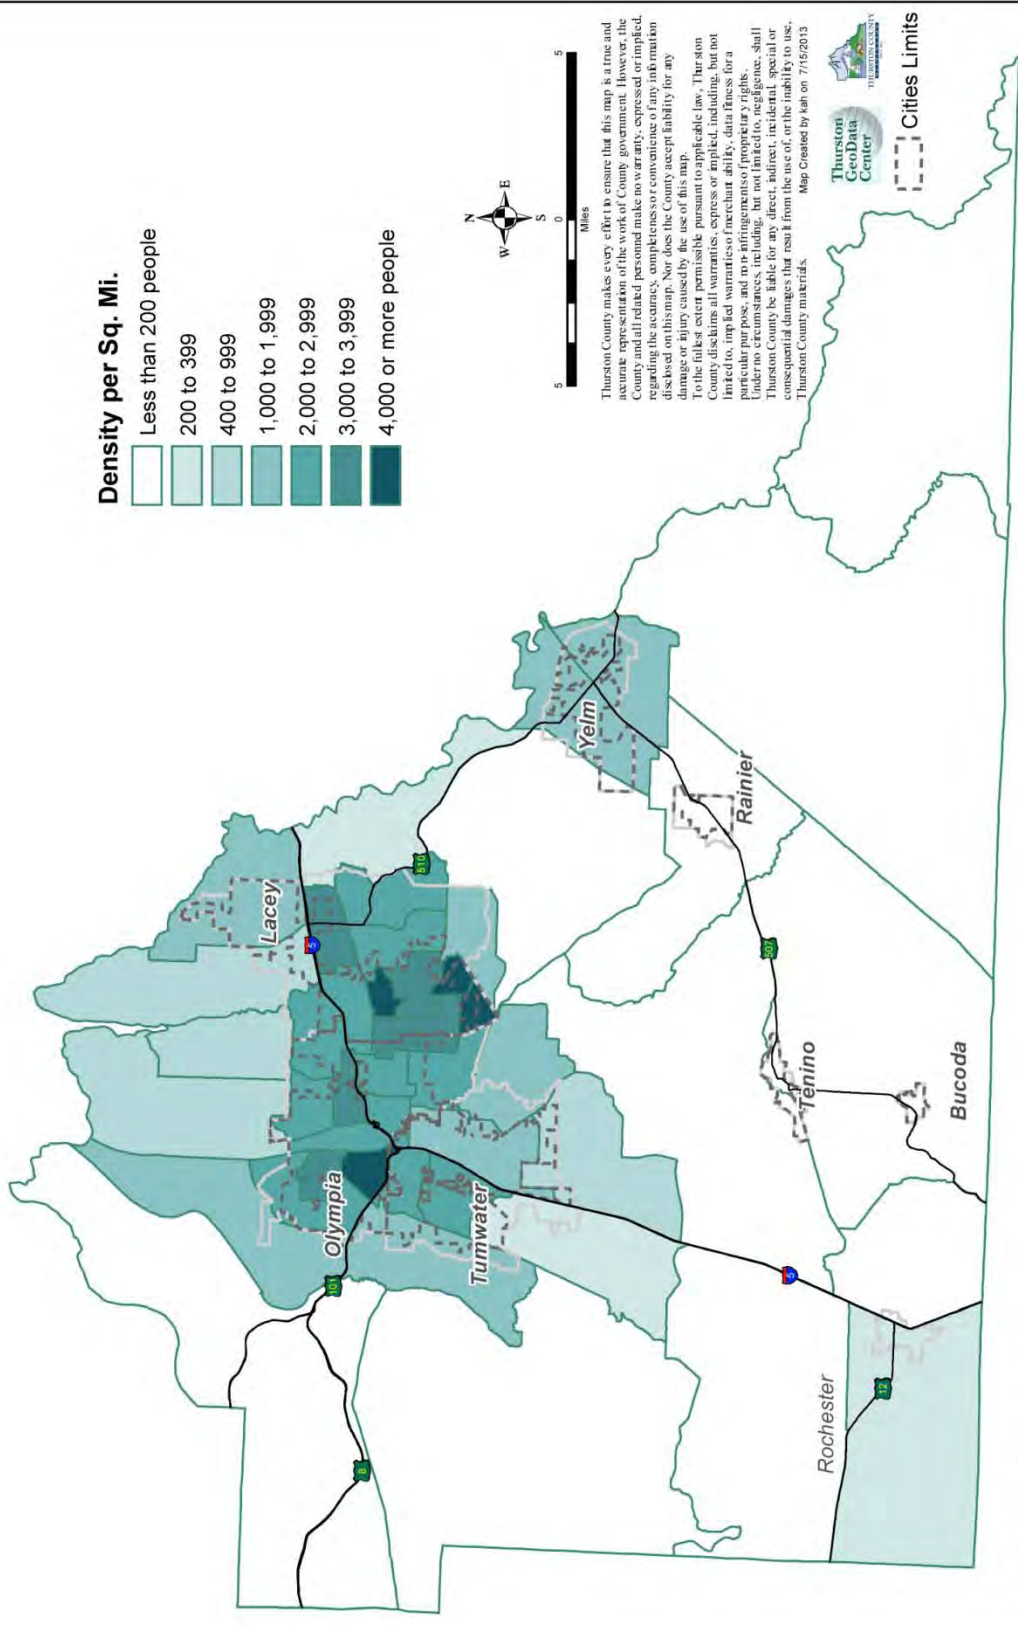 Density per Sq. Mi.
Less than 200 people
200 to 399
400 to 999
1,000 to 1,999
2,000 to 2,999
3,000 to 3,999
4,000 or more people
N
W
E
S
5
0
5
Miles
Thurston County makes every effort to ensure that this map is a true and
accurate representation of the work of County government. However, the
County and all related personnel make no warranty, expressed or implied,
regarding the accuracy, completeness or convenience of any information
disclosed on this map. Nor does the County accept liability for any
damage or injury caused by the use of this map.
To the fullest extent permissible pursuant to applicable law, Thurston
County disclaims all warranties, express or implied, including, but not
limited to, implied warranties of merchant ability, data fitness for a
particular purpose, and non-infringements of proprietary rights.
Under no circumstances, including, but not limited to, negligence, shall
Thurston County be liable for any direct, indirect, incidental, special or
consequential damages that result from the use of, or the inability to use,
Thurston County materials.
Map Created by kah on 7/15/2013
Thurston
GeoData
Center
THURSTON COUNTY
Cities Limits
Lacey
5
510
Olympia
101
8
Tumwater
Yelm
Rainier
507
Tenino
Bucoda
5
Rochester
12